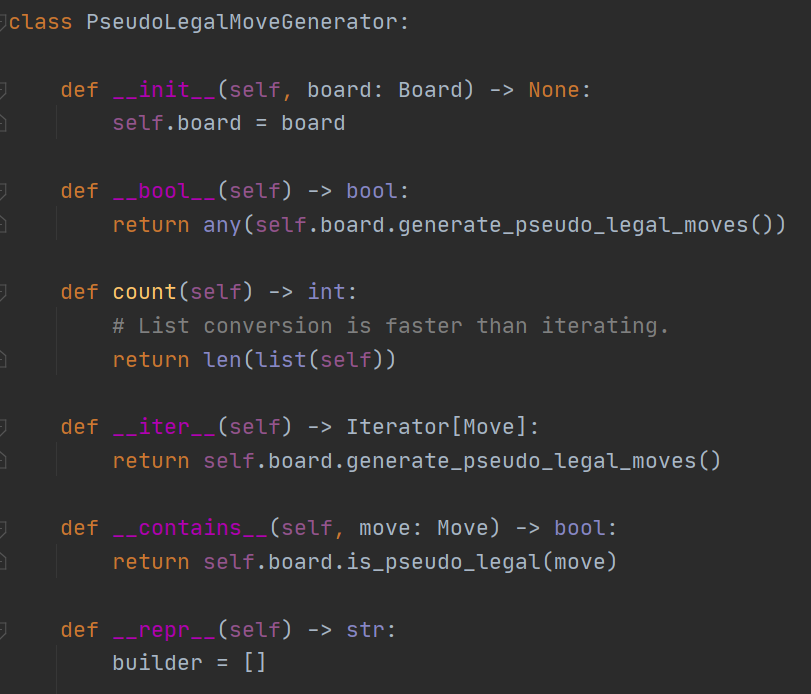 class PseudoLegalMoveGenerator:
def __init__(self, board: Board) -> None:
self.board = board
def __bool__(self) -> bool:
return any(self.board.generate_pseudo_legal_moves())
def count(self) -> int:
# List conversion is faster than iterating.
return len(list(self))
def __iter__(self) -> Iterator[Move]:
return self.board.generate_pseudo_legal_moves()
def __contains__(self, move: Move) -> bool:
return self.board.is_pseudo_legal(move)
def __repr__(self) -> str:
builder = []